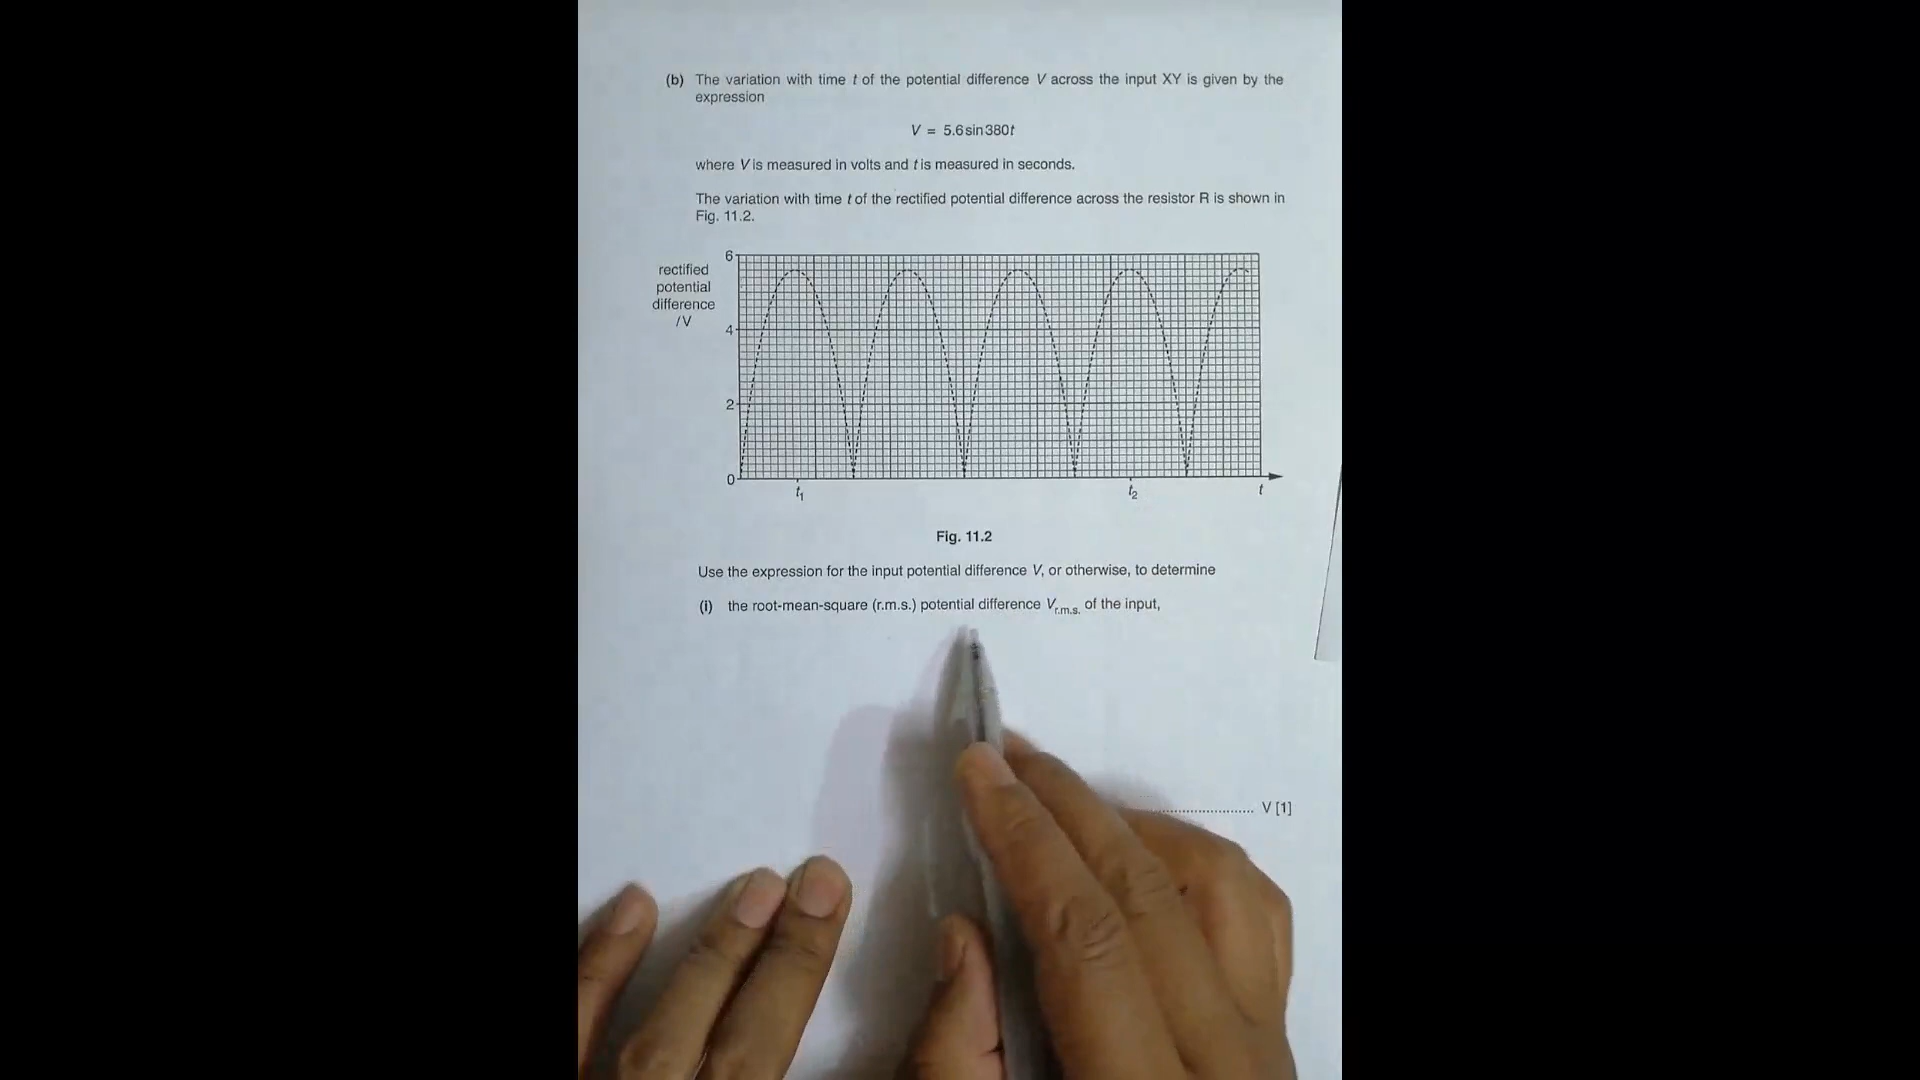 (b) The variation with time t of the potential difference V across the input XY is given by the
expression
V = 5.6 sin 380t
where V is measured in volts and t is measured in seconds.
The variation with time t of the rectified potential difference across the resistor R is shown in
Fig. 11.2.
6
rectified
potential
difference
/V
4
2
0
t₁
t₂
t
Fig. 11.2
Use the expression for the input potential difference V, or otherwise, to determine
(i) the root-mean-square (r.m.s.) potential difference Vr.m.s. of the input,
.......................... V [1]